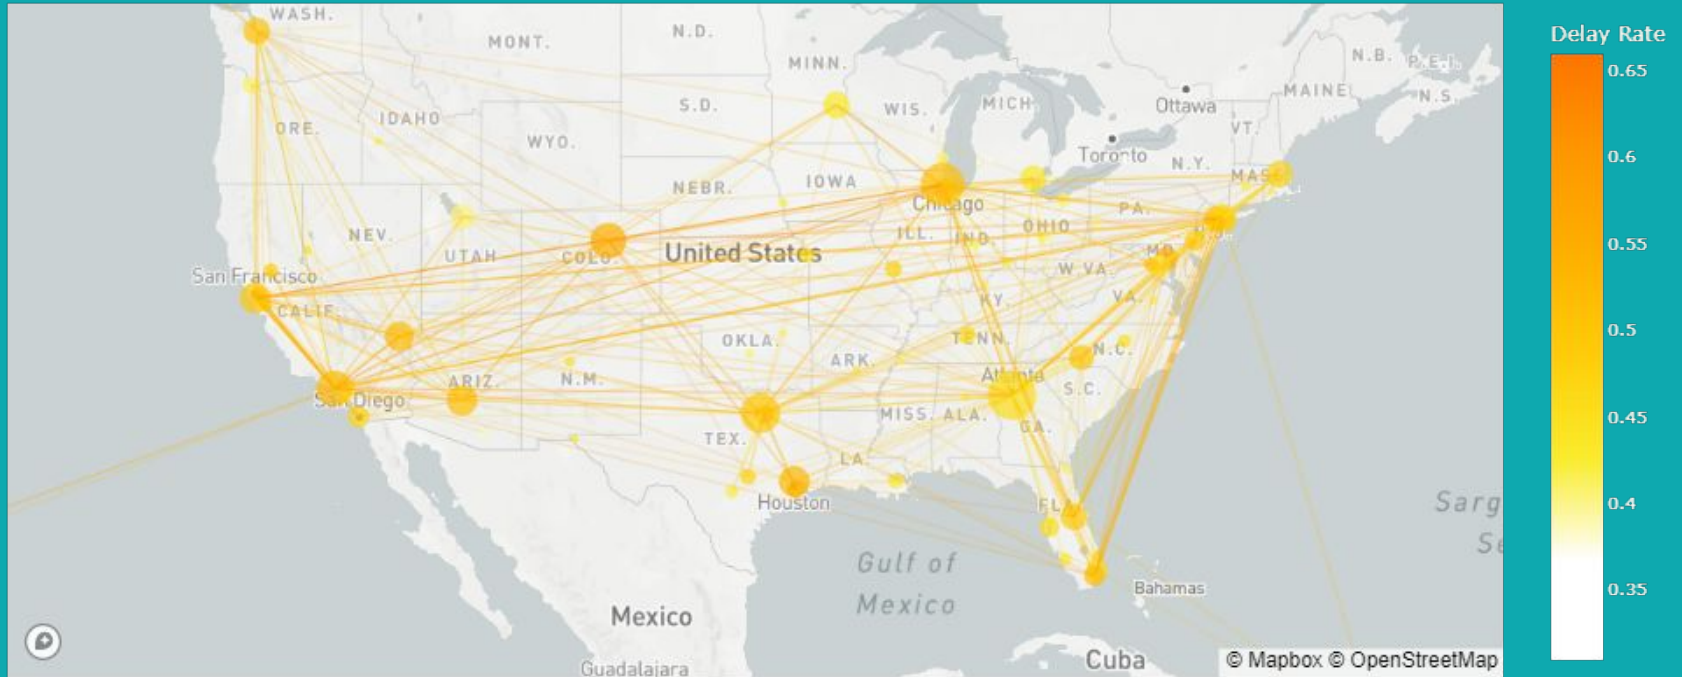 WASH.
MONT.
N.D.
MINN.
N.B.
P.E.I.
Delay Rate
0.65
ORE.
IDAHO
S.D.
WIS.
MICH.
Ottawa
MAINE
N.S.
WYO.
VT.
Toronto
N.Y.
0.6
NEBR.
IOWA
MASS.
Chicago
PA.
NEV.
UTAH
COLO.
United States
ILL.
IND.
OHIO
N.J.
0.55
San Francisco
W.VA.
MD.
CALIF.
KY.
VA.
0.5
OKLA.
ARK.
TENN.
N.C.
ARIZ.
N.M.
Atlanta
S.C.
San Diego
MISS.
ALA.
GA.
0.45
TEX.
LA.
Houston
FLA.
Sarg
Se
0.4
Gulf of
Mexico
Bahamas
0.35
Mexico
Guadalajara
Cuba
© Mapbox © OpenStreetMap